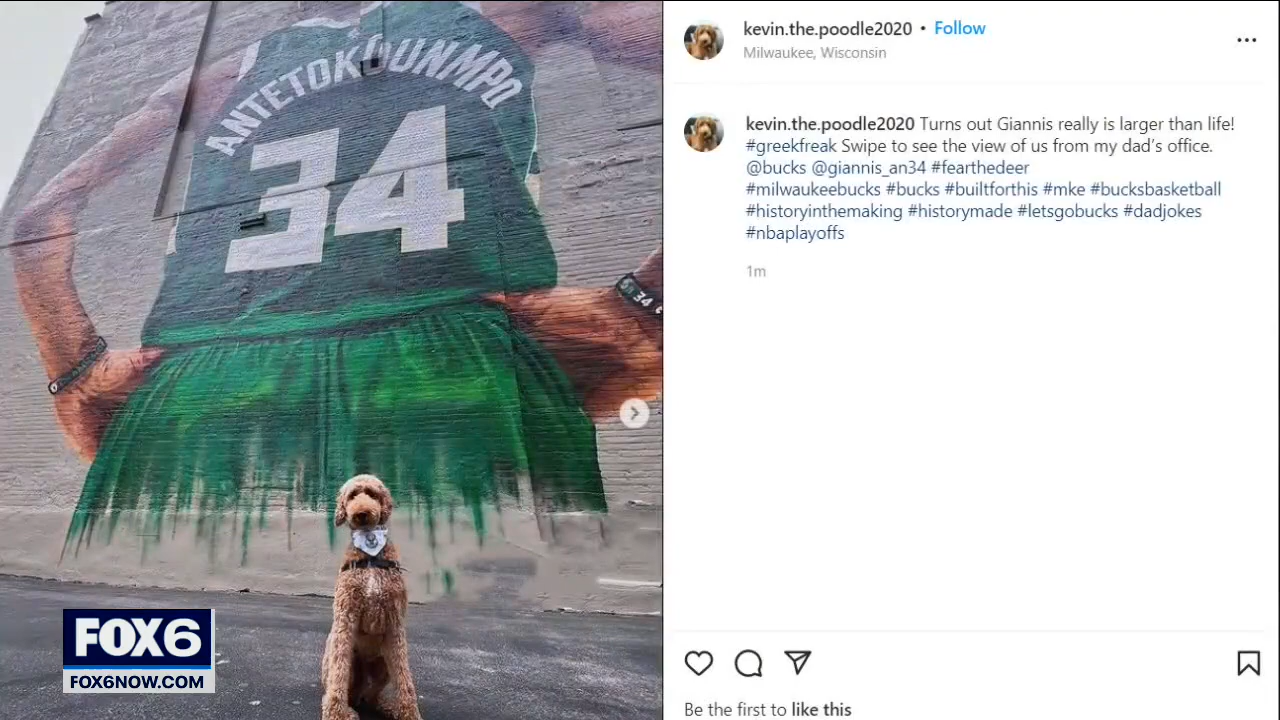 ANTETOKOUNMPO
34
34
FOX6
FOX6NOW.COM
kevin.the.poodle2020 • Follow
Milwaukee, Wisconsin
kevin.the.poodle2020 Turns out Giannis really is larger than life!
#greekfreak Swipe to see the view of us from my dad's office.
@bucks @giannis_an34 #fearthedeer
#milwaukeebucks #bucks #builtforthis #mke #bucksbasketball
#historyinthemaking #historymade #letsgobucks #dadjokes
#nbaplayoffs
1m
Be the first to like this